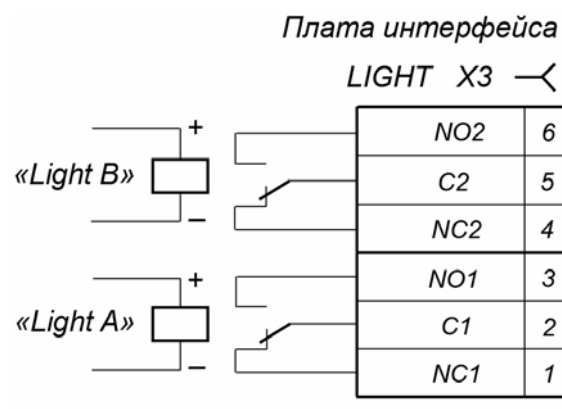 Плата интерфейса
LIGHT X3
+
NO2 6
«Light B»
C2 5
–
NC2 4
+
NO1 3
«Light A»
C1 2
–
NC1 1